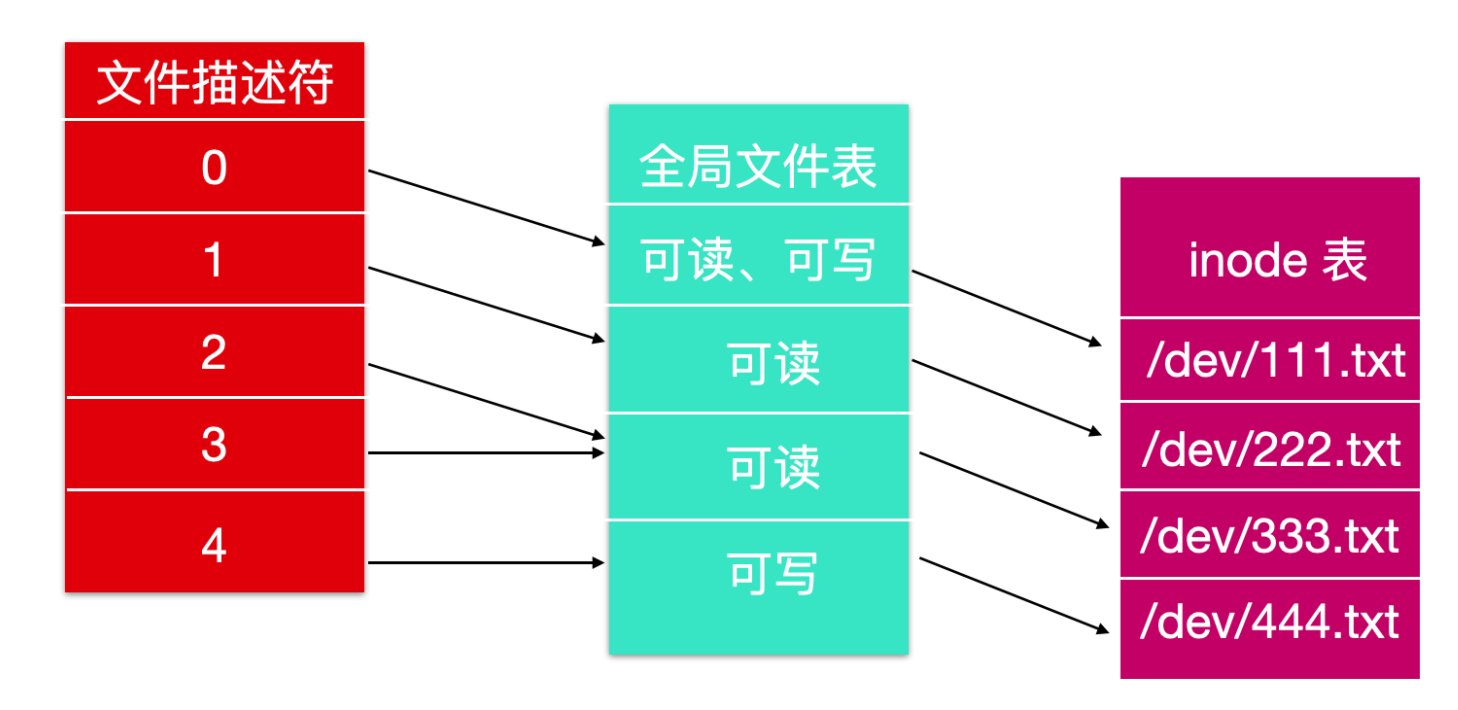 文件描述符
0
1
2
3
4
全局文件表
可读、可写
可读
可读
可写
inode 表
/dev/111.txt
/dev/222.txt
/dev/333.txt
/dev/444.txt